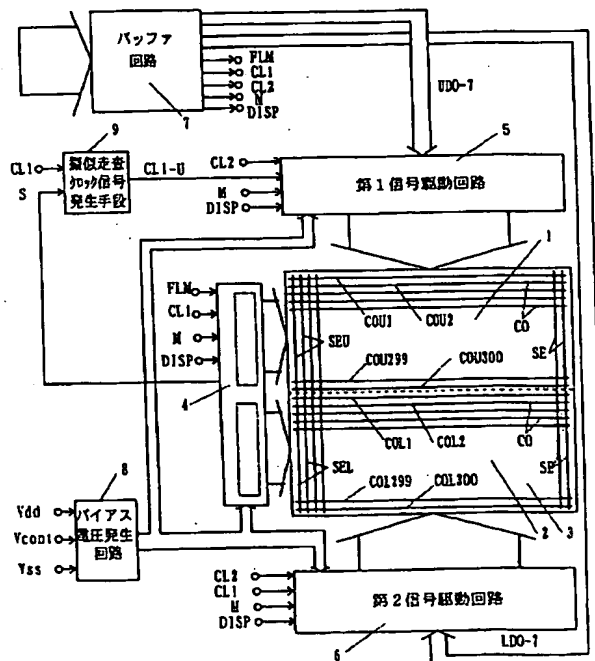 バッファ
回路
7
FLM
CL1
CL2
M
DISP
UD0-7
9
CL1
S
擬似走査
クロック信号
発生手段
CL1-U
CL2
M
DISP
5
第1信号駆動回路
FLM
CL1
M
DISP
4
1
COU1
COU2
CO
SEU
SE
COU299
COU300
COL1
COL2
CO
SEL
SE
COL299
COL300
2
3
8
Vdd
Vcont
Vss
バイアス
電圧発生
回路
CL2
CL1
M
DISP
第2信号駆動回路
6
LD0-7